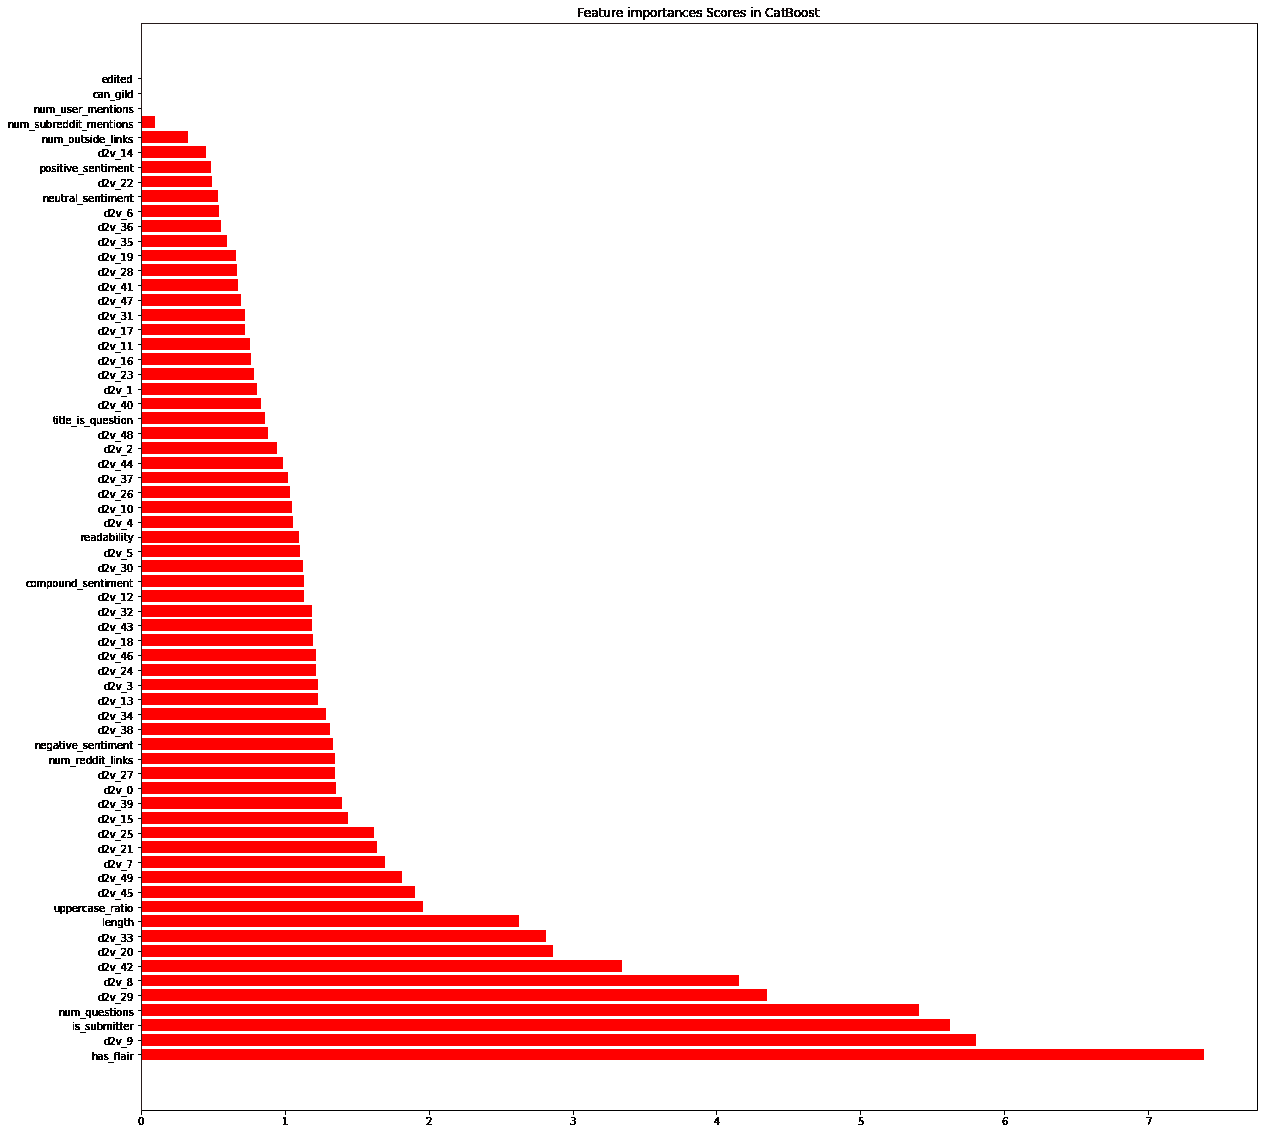 Feature importances Scores in CatBoost
edited
can_gild
num_user_mentions
num_subreddit_mentions
num_outside_links
d2v_14
positive_sentiment
d2v_22
neutral_sentiment
d2v_6
d2v_36
d2v_35
d2v_19
d2v_28
d2v_41
d2v_47
d2v_31
d2v_17
d2v_11
d2v_16
d2v_23
d2v_1
d2v_40
title_is_question
d2v_48
d2v_2
d2v_44
d2v_37
d2v_26
d2v_10
d2v_4
readability
d2v_5
d2v_30
compound_sentiment
d2v_12
d2v_32
d2v_43
d2v_18
d2v_46
d2v_24
d2v_3
d2v_13
d2v_34
d2v_38
negative_sentiment
num_reddit_links
d2v_27
d2v_0
d2v_39
d2v_15
d2v_25
d2v_21
d2v_7
d2v_49
d2v_45
uppercase_ratio
length
d2v_33
d2v_20
d2v_42
d2v_8
d2v_29
num_questions
is_submitter
d2v_9
has_flair
0 1 2 3 4 5 6 7